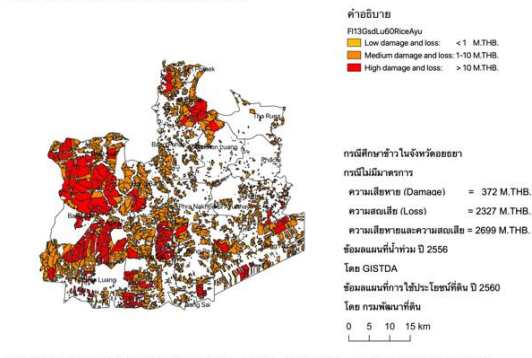 คำอธิบาย
Fl13GsdLu60RiceAyu
Low damage and loss: < 1 M.THB.
Medium damage and loss: 1-10 M.THB.
High damage and loss: > 10 M.THB.
Tha Ruea
Luang
กรณีศึกษาข้าวในจังหวัดอยุธยา
กรณีไม่มีมาตรการ
ความเสียหาย (Damage) = 372 M.THB.
ความสูญเสีย (Loss) = 2327 M.THB.
ความเสียหายและความสูญเสีย = 2699 M.THB.
ข้อมูลแผนที่น้ำท่วม ปี 2556
โดย GISTDA
ข้อมูลแผนที่การใช้ประโยชน์ที่ดิน ปี 2560
โดย กรมพัฒนาที่ดิน
0 5 10 15 km